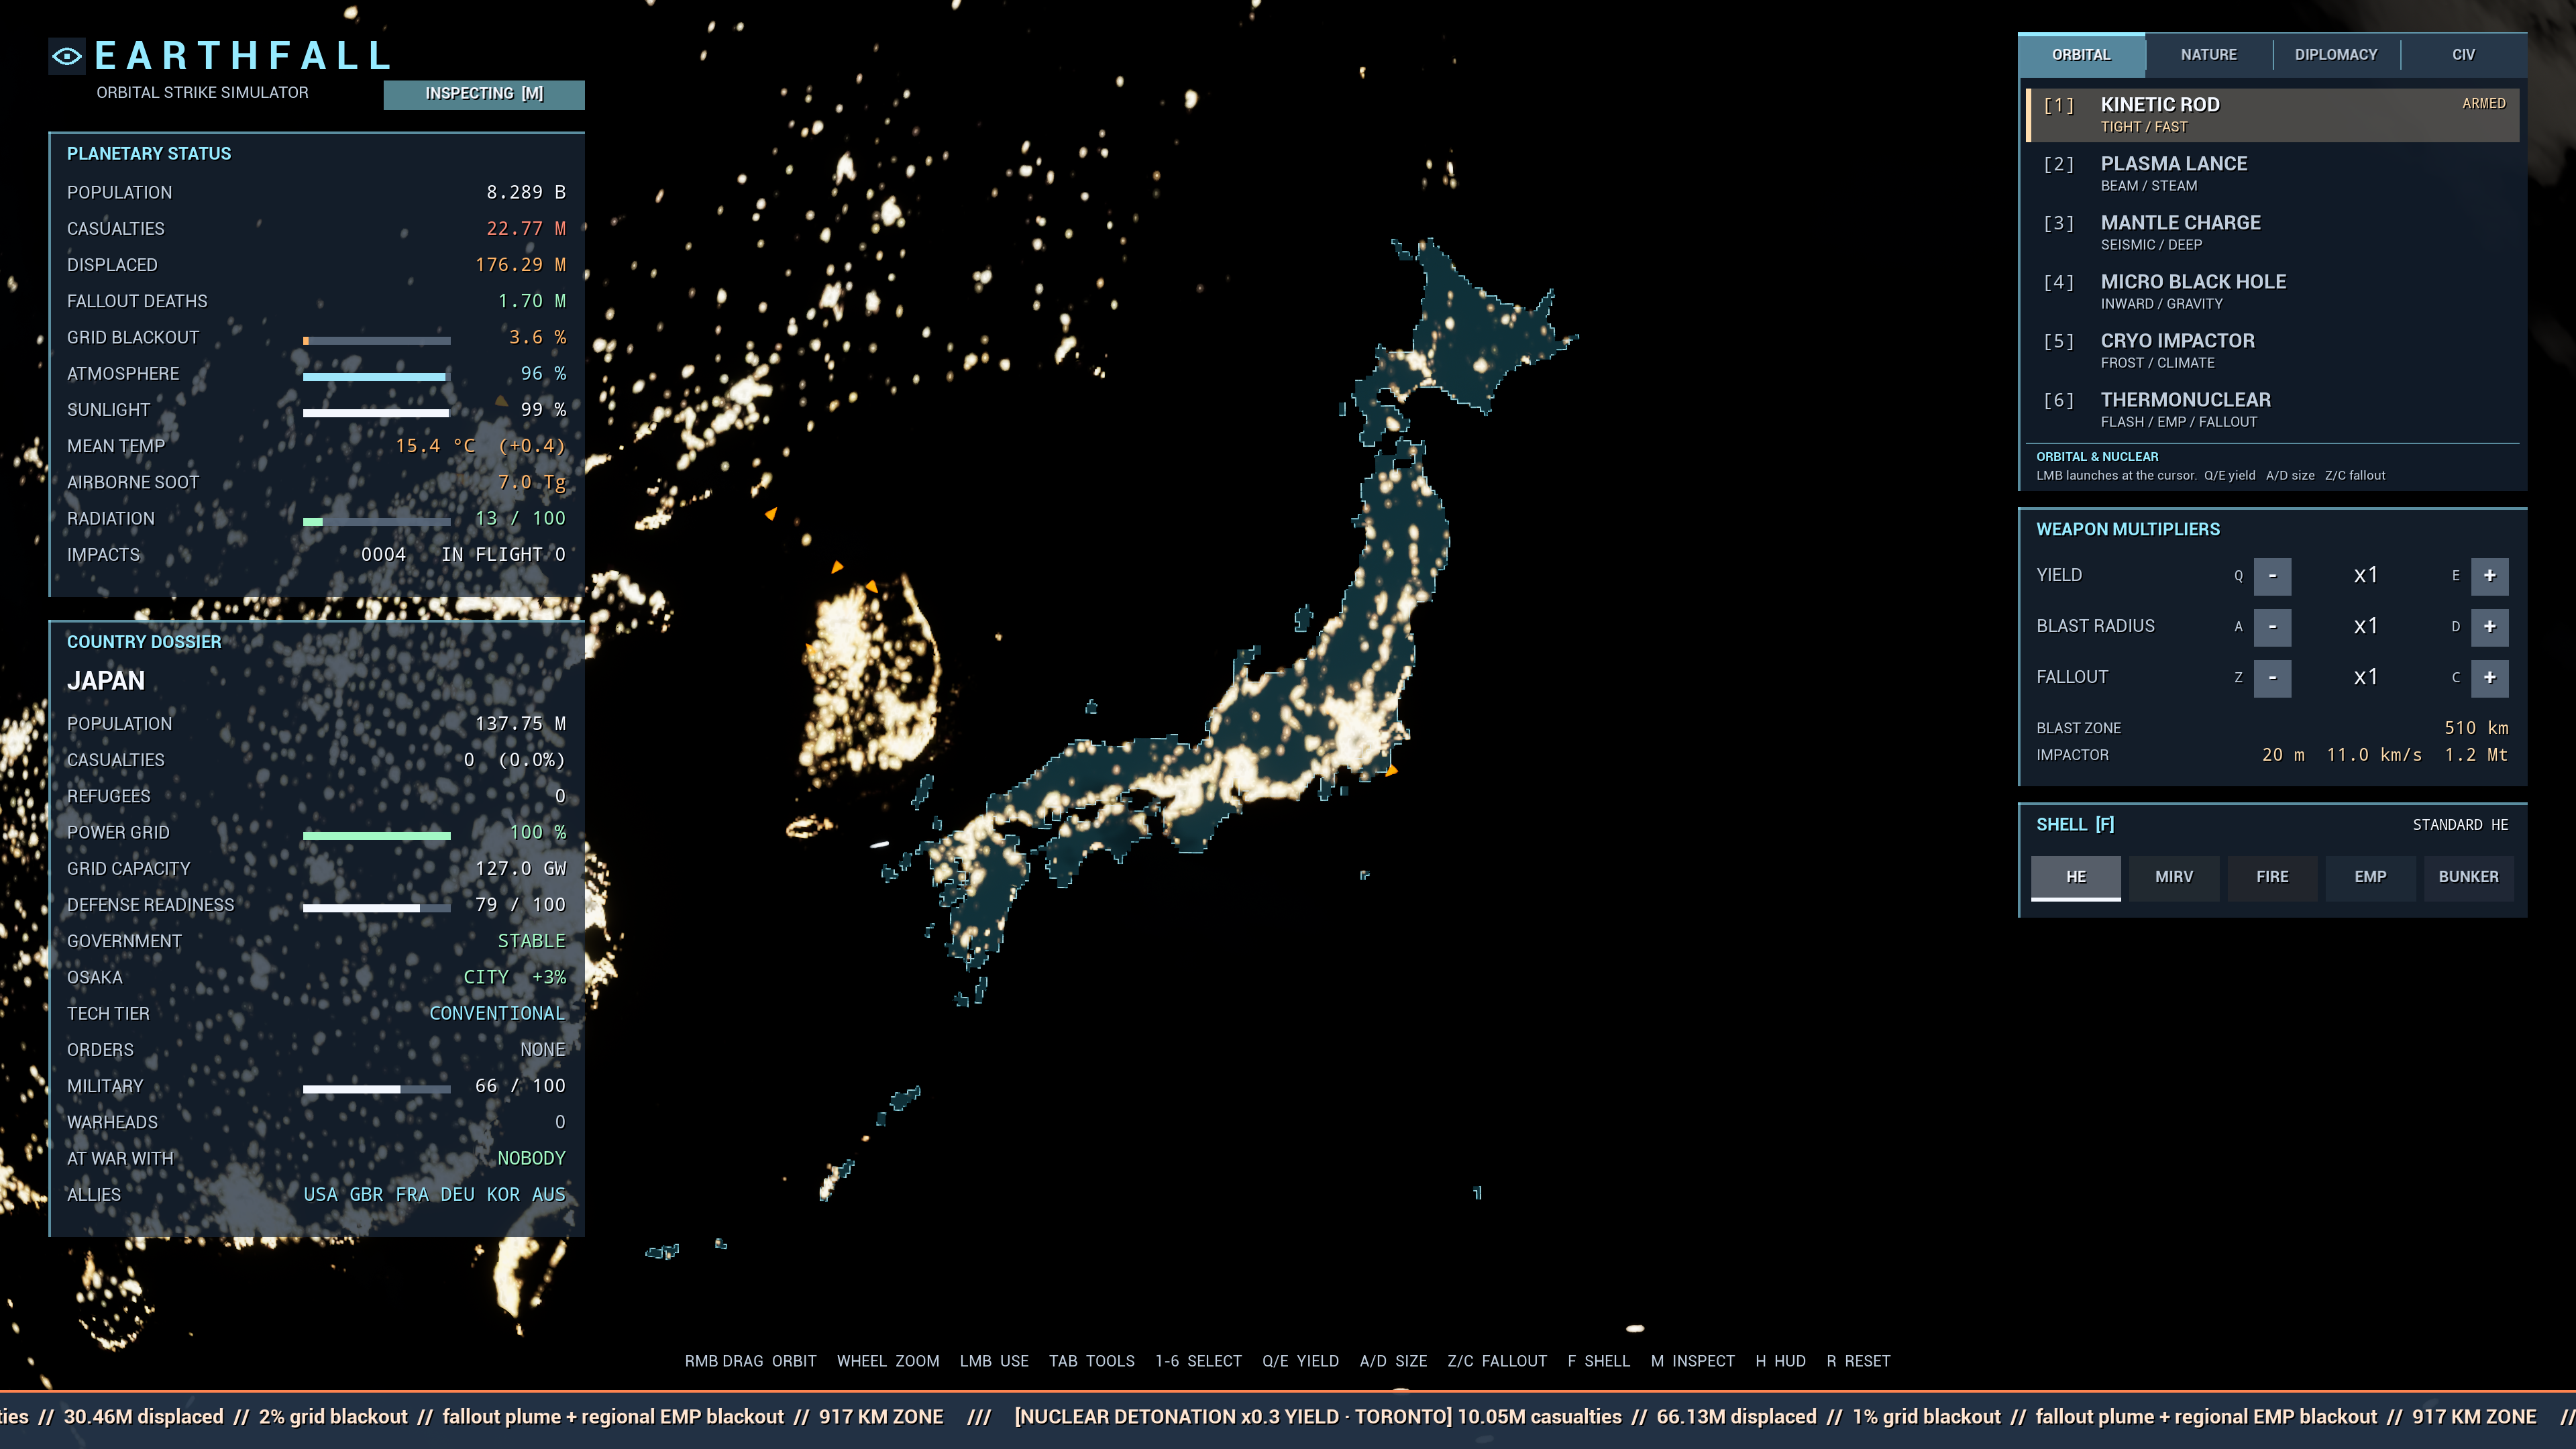 EARTHFALL
ORBITAL STRIKE SIMULATOR
INSPECTING [M]
PLANETARY STATUS
POPULATION 8.289 B
CASUALTIES 22.77 M
DISPLACED 176.29 M
FALLOUT DEATHS 1.70 M
GRID BLACKOUT 3.6 %
ATMOSPHERE 96 %
SUNLIGHT 99 %
MEAN TEMP 15.4 °C (+0.4)
AIRBORNE SOOT 7.0 Tg
RADIATION 13 / 100
IMPACTS 0004 IN FLIGHT 0
COUNTRY DOSSIER
JAPAN
POPULATION 137.75 M
CASUALTIES 0 (0.0%)
REFUGEES 0
POWER GRID 100 %
GRID CAPACITY 127.0 GW
DEFENSE READINESS 79 / 100
GOVERNMENT STABLE
OSAKA CITY +3%
TECH TIER CONVENTIONAL
ORDERS NONE
MILITARY 66 / 100
WARHEADS 0
AT WAR WITH NOBODY
ALLIES USA GBR FRA DEU KOR AUS
ORBITAL NATURE DIPLOMACY CIV
[1] KINETIC ROD ARMED
TIGHT / FAST
[2] PLASMA LANCE
BEAM / STEAM
[3] MANTLE CHARGE
SEISMIC / DEEP
[4] MICRO BLACK HOLE
INWARD / GRAVITY
[5] CRYO IMPACTOR
FROST / CLIMATE
[6] THERMONUCLEAR
FLASH / EMP / FALLOUT
ORBITAL & NUCLEAR
LMB launches at the cursor. Q/E yield A/D size Z/C fallout
WEAPON MULTIPLIERS
YIELD Q - x1 E +
BLAST RADIUS A - x1 D +
FALLOUT Z - x1 C +
BLAST ZONE 510 km
IMPACTOR 20 m 11.0 km/s 1.2 Mt
SHELL [F] STANDARD HE
HE MIRV FIRE EMP BUNKER
RMB DRAG ORBIT WHEEL ZOOM LMB USE TAB TOOLS 1-6 SELECT Q/E YIELD A/D SIZE Z/C FALLOUT F SHELL M INSPECT H HUD R RESET
ties // 30.46M displaced // 2% grid blackout // fallout plume + regional EMP blackout // 917 KM ZONE /// [NUCLEAR DETONATION x0.3 YIELD · TORONTO] 10.05M casualties // 66.13M displaced // 1% grid blackout // fallout plume + regional EMP blackout // 917 KM ZONE //